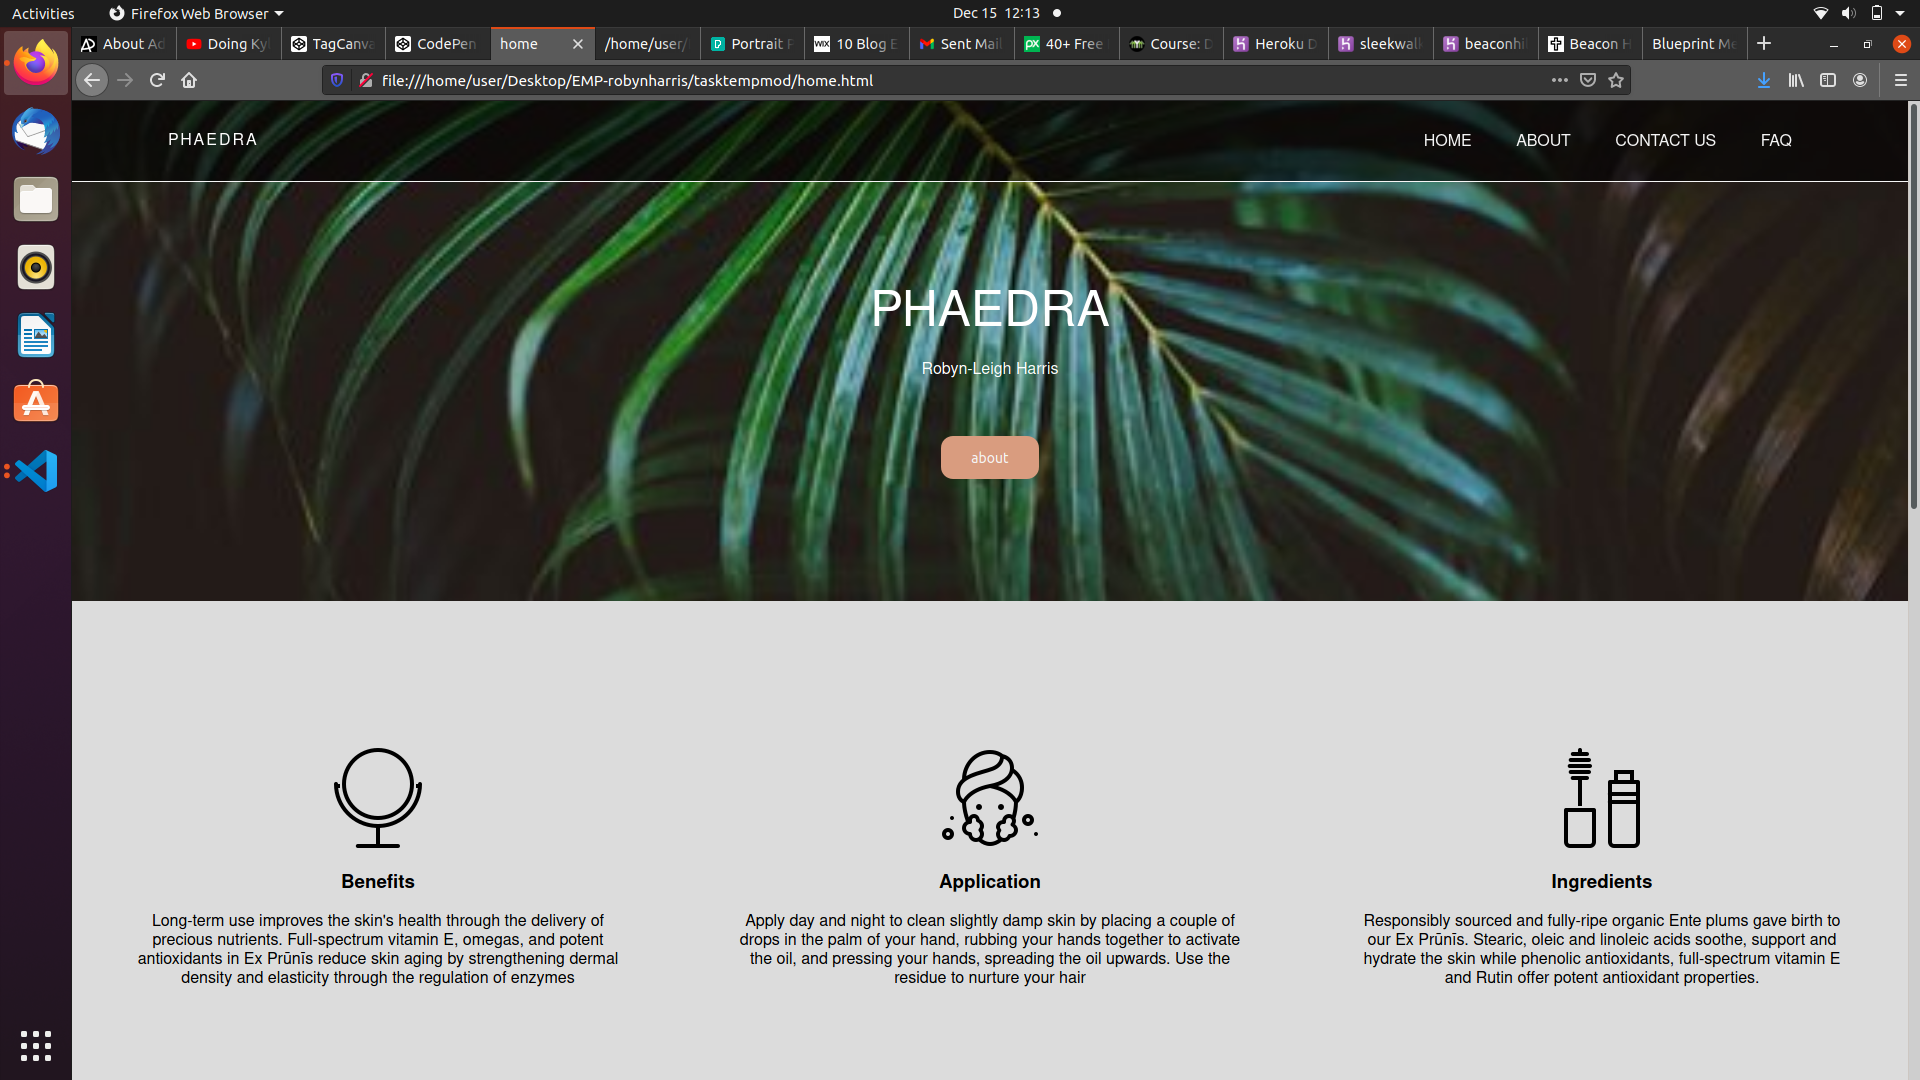 Activities
Firefox Web Browser
Dec 15 12:13
About Ad
Doing Kyl
TagCanva
CodePen
home
/home/user/
Portrait P
WIX
10 Blog E
Sent Mail
PX
40+ Free
Course: D
Heroku D
sleekwalk
beaconhil
Beacon H
Blueprint Me
file:///home/user/Desktop/EMP-robynharris/tasktempmod/home.html
PHAEDRA
HOME
ABOUT
CONTACT US
FAQ
PHAEDRA
Robyn-Leigh Harris
about
Benefits
Long-term use improves the skin's health through the delivery of
precious nutrients. Full-spectrum vitamin E, omegas, and potent
antioxidants in Ex Prūnīs reduce skin aging by strengthening dermal
density and elasticity through the regulation of enzymes
Application
Apply day and night to clean slightly damp skin by placing a couple of
drops in the palm of your hand, rubbing your hands together to activate
the oil, and pressing your hands, spreading the oil upwards. Use the
residue to nurture your hair
Ingredients
Responsibly sourced and fully-ripe organic Ente plums gave birth to
our Ex Prūnīs. Stearic, oleic and linoleic acids soothe, support and
hydrate the skin while phenolic antioxidants, full-spectrum vitamin E
and Rutin offer potent antioxidant properties.